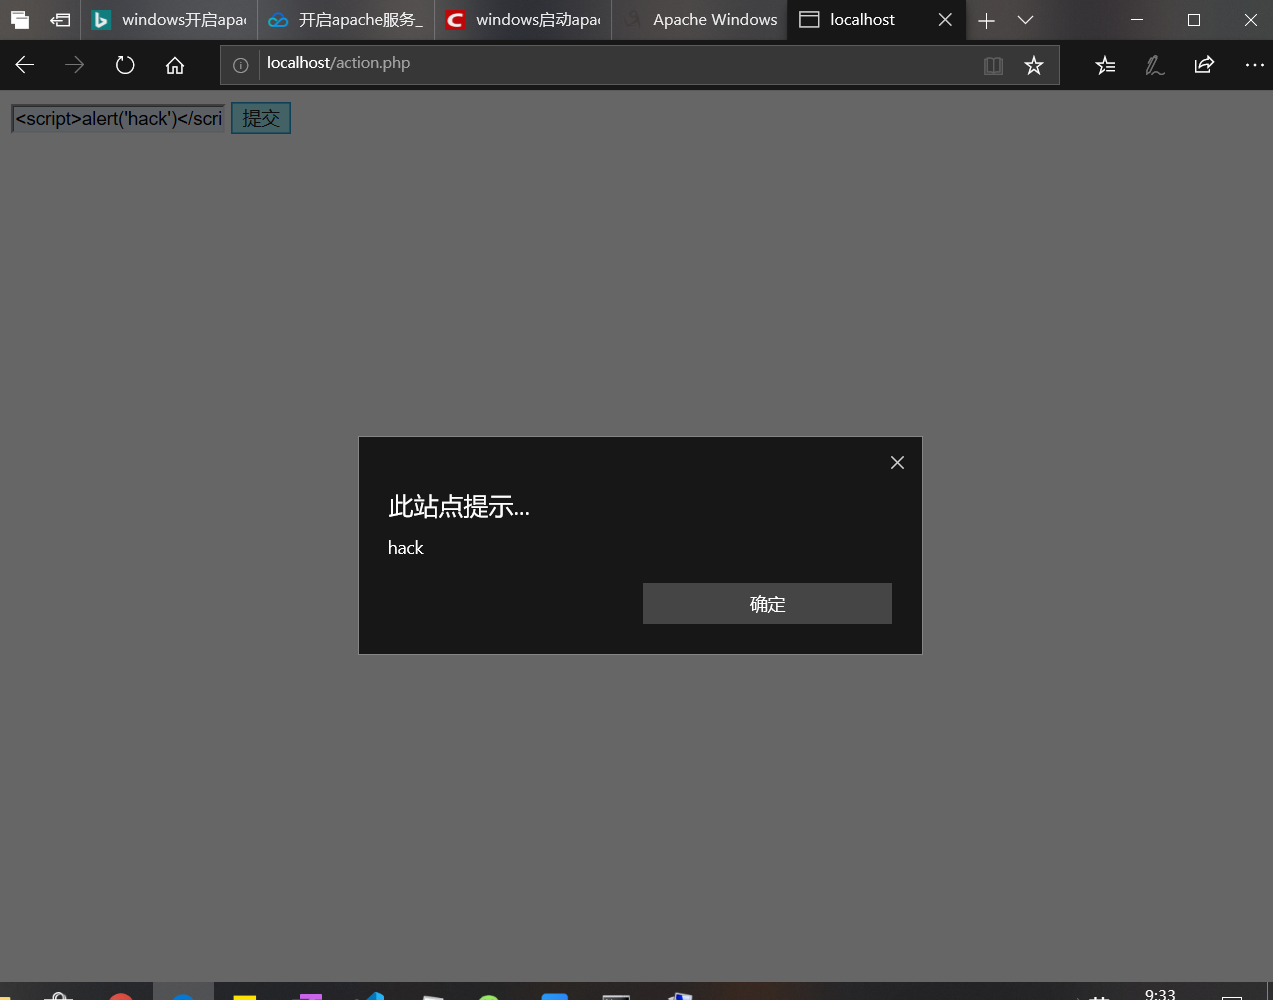 windows开启apa
开启apache服务_
windows启动apa
Apache Windows
localhost
localhost/action.php
<script>alert('hack')</scri
提交
此站点提示...
hack
确定
9:33